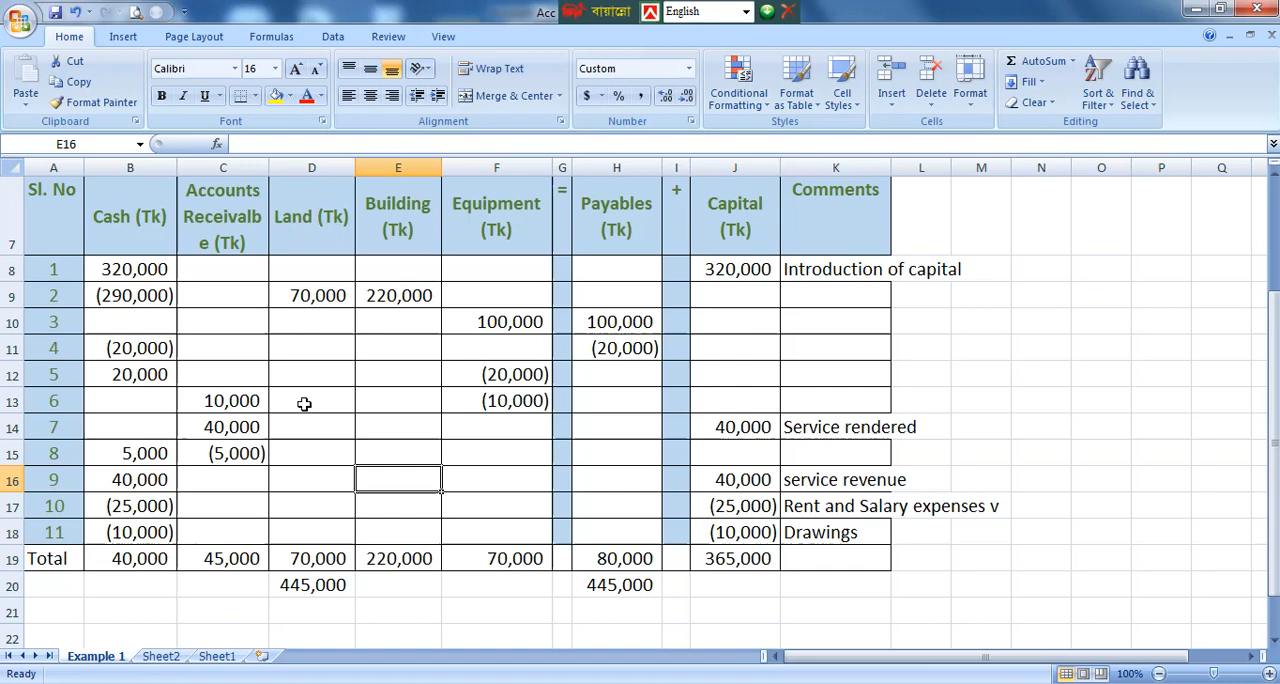 Acc বায়ান্নো English
Home Insert Page Layout Formulas Data Review View
Paste Cut Copy Format Painter Clipboard
Calibri 16 A A B I U A Font
Wrap Text Merge & Center Alignment
Custom $ % , .0 .00 .00 .0 Number
Conditional Formatting Format as Table Cell Styles Styles
Insert Delete Format Cells
Σ AutoSum Fill Clear Sort & Filter Find & Select Editing
E16 fx
A B C D E F G H I J K L M N O P Q
7 Sl. No Cash (Tk) Accounts Receivalbe (Tk) Land (Tk) Building (Tk) Equipment (Tk) = Payables (Tk) + Capital (Tk) Comments
8 1 320,000 320,000 Introduction of capital
9 2 (290,000) 70,000 220,000
10 3 100,000 100,000
11 4 (20,000) (20,000)
12 5 20,000 (20,000)
13 6 10,000 (10,000)
14 7 40,000 40,000 Service rendered
15 8 5,000 (5,000)
16 9 40,000 40,000 service revenue
17 10 (25,000) (25,000) Rent and Salary expenses v
18 11 (10,000) (10,000) Drawings
19 Total 40,000 45,000 70,000 220,000 70,000 80,000 365,000
20 445,000 445,000
21
22
Example 1 Sheet2 Sheet1
Ready 100%